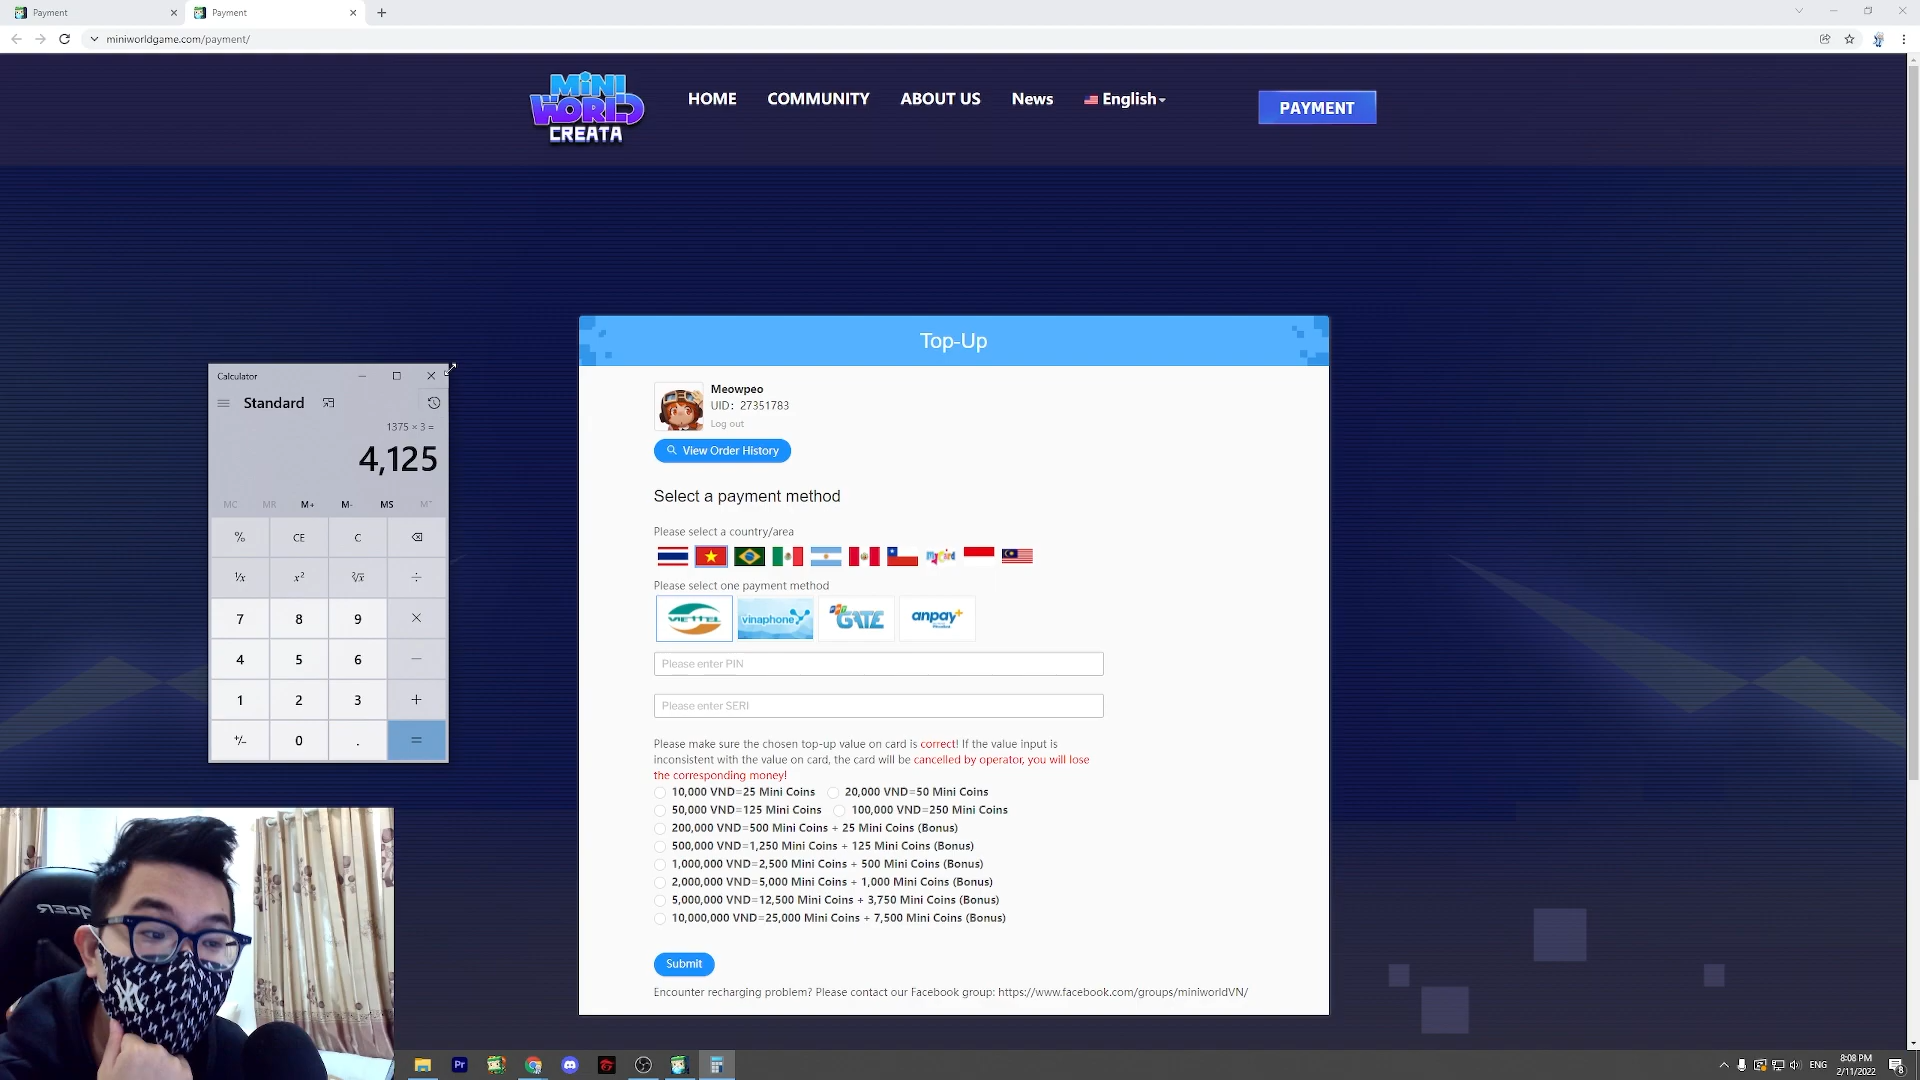 Payment
Payment
miniworldgame.com/payment/
MINI WORLD CREATA
HOME COMMUNITY ABOUT US News English
PAYMENT
Top-Up
Meowpeo
UID: 27351783
Log out
View Order History
Select a payment method
Please select a country/area
MyCard
Please select one payment method
VIETTEL vinaphone GATE anpay+
Please enter PIN
Please enter SERI
Please make sure the chosen top-up value on card is correct! If the value input is
inconsistent with the value on card, the card will be cancelled by operator, you will lose
the corresponding money!
10,000 VND=25 Mini Coins 20,000 VND=50 Mini Coins
50,000 VND=125 Mini Coins 100,000 VND=250 Mini Coins
200,000 VND=500 Mini Coins + 25 Mini Coins (Bonus)
500,000 VND=1,250 Mini Coins + 125 Mini Coins (Bonus)
1,000,000 VND=2,500 Mini Coins + 500 Mini Coins (Bonus)
2,000,000 VND=5,000 Mini Coins + 1,000 Mini Coins (Bonus)
5,000,000 VND=12,500 Mini Coins + 3,750 Mini Coins (Bonus)
10,000,000 VND=25,000 Mini Coins + 7,500 Mini Coins (Bonus)
Submit
Encounter recharging problem? Please contact our Facebook group: https://www.facebook.com/groups/miniworldVN/
Calculator
Standard
1375 × 3 =
4,125
MC MR M+ M- MS M˅
% CE C
¹/x x² ²√x ÷
7 8 9 ×
4 5 6 −
1 2 3 +
+/− 0 . =
acer
NY
Pr
ENG
8:08 PM
2/11/2022
8